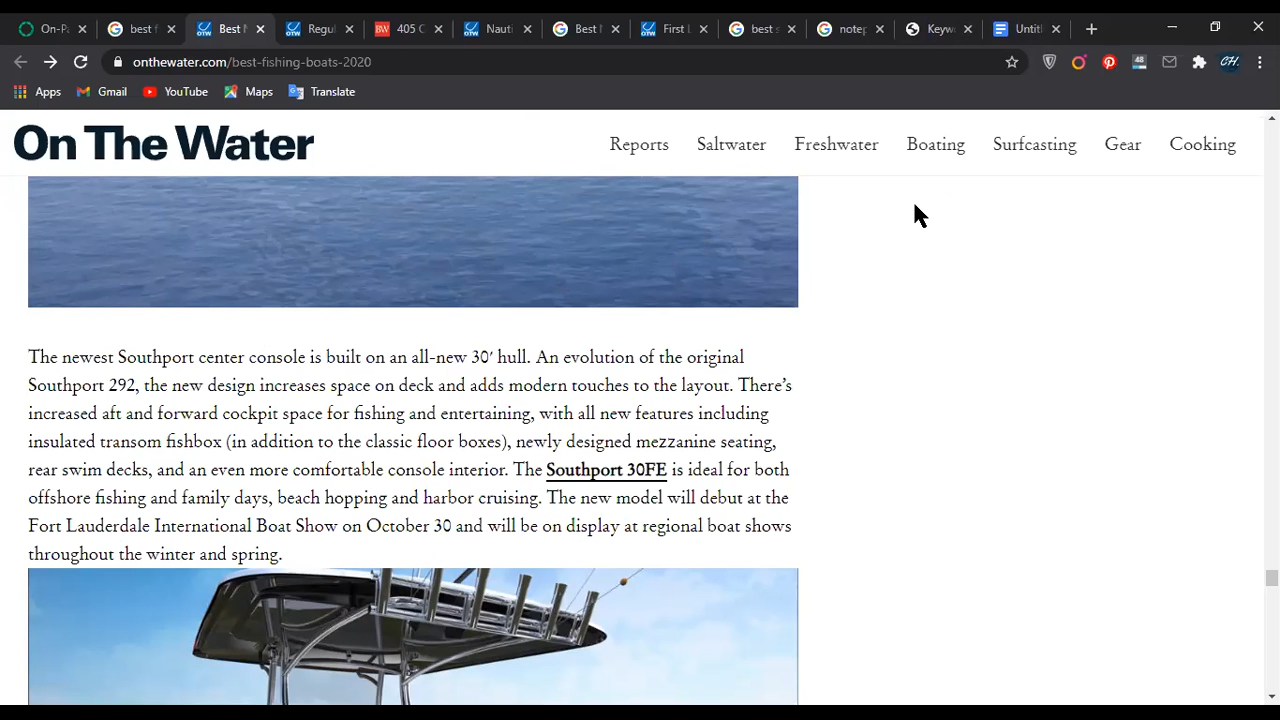 On-Pa
best f
Best N
Regul
BW
405 C
Nauti
Best N
First L
best s
notep
Keyw
Untit
onthewater.com/best-fishing-boats-2020
48
CH.
Apps
Gmail
YouTube
Maps
Translate
On The Water
Reports
Saltwater
Freshwater
Boating
Surfcasting
Gear
Cooking
The newest Southport center console is built on an all-new 30′ hull. An evolution of the original
Southport 292, the new design increases space on deck and adds modern touches to the layout. There’s
increased aft and forward cockpit space for fishing and entertaining, with all new features including
insulated transom fishbox (in addition to the classic floor boxes), newly designed mezzanine seating,
rear swim decks, and an even more comfortable console interior. The Southport 30FE is ideal for both
offshore fishing and family days, beach hopping and harbor cruising. The new model will debut at the
Fort Lauderdale International Boat Show on October 30 and will be on display at regional boat shows
throughout the winter and spring.